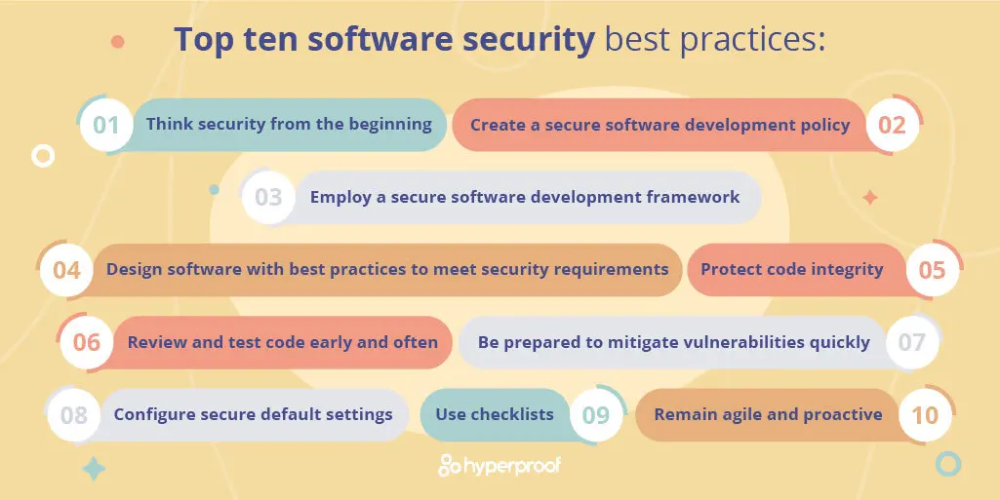 Top ten software security best practices:
01 Think security from the beginning
Create a secure software development policy 02
03 Employ a secure software development framework
04 Design software with best practices to meet security requirements
Protect code integrity 05
06 Review and test code early and often
Be prepared to mitigate vulnerabilities quickly 07
08 Configure secure default settings
Use checklists 09
Remain agile and proactive 10
hyperproof